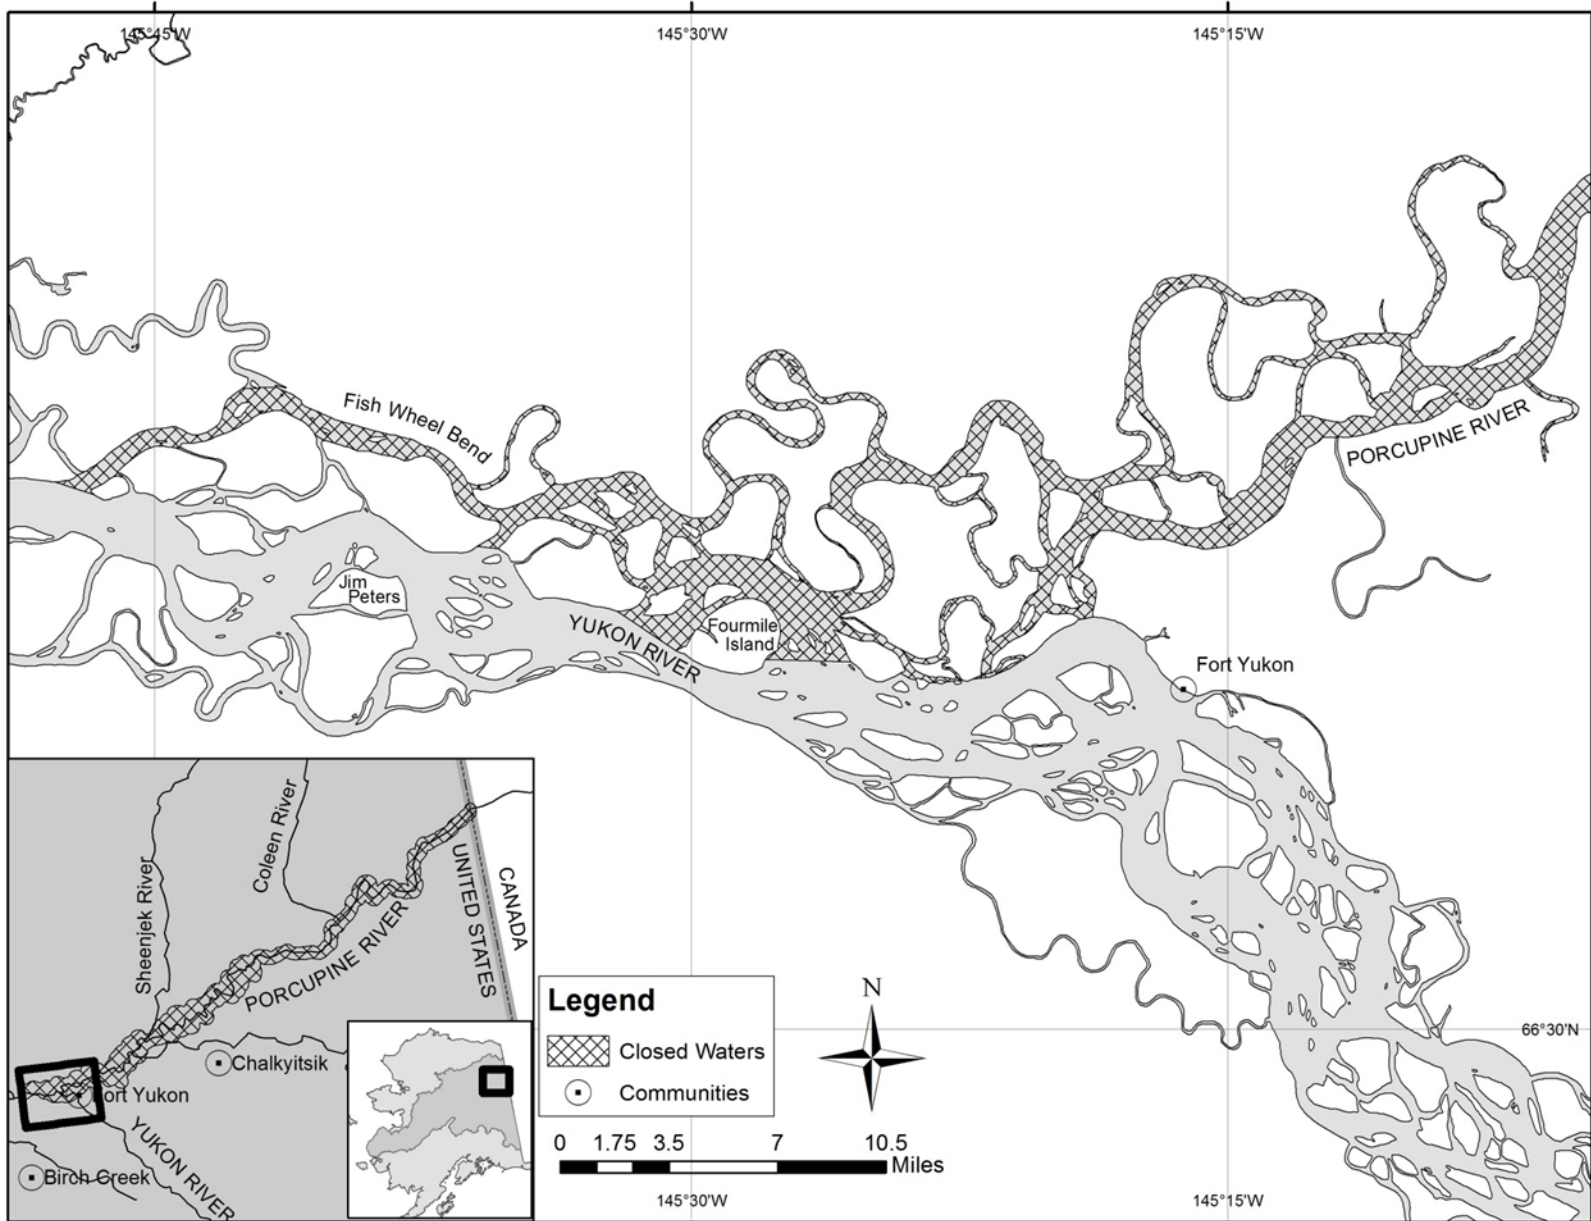 145°45'W
145°30'W
145°15'W
Fish Wheel Bend
PORCUPINE RIVER
Jim
Peters
YUKON RIVER
Fourmile
Island
Fort Yukon
Sheenjek River
Coleen River
PORCUPINE RIVER
UNITED STATES
CANADA
Chalkyitsik
Fort Yukon
YUKON RIVER
Birch Creek
Legend
Closed Waters
Communities
N
66°30'N
0 1.75 3.5 7 10.5
Miles
145°30'W
145°15'W